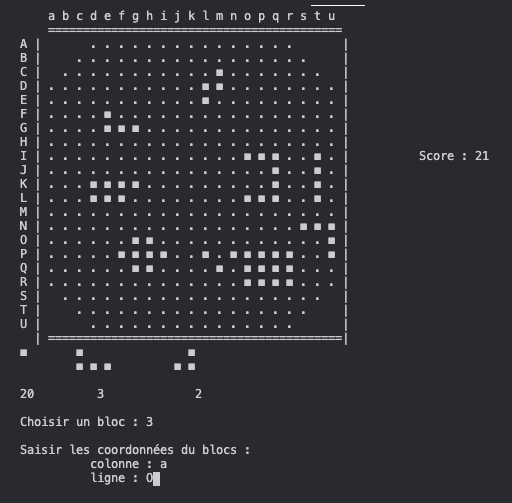 a b c d e f g h i j k l m n o p q r s t u
    ==========================================
A |       . . . . . . . . . . . . . . .       |
B |     . . . . . . . . . . . . . . . . .     |
C |   . . . . . . . . . . . ■ . . . . . . .   |
D | . . . . . . . . . . . ■ ■ . . . . . . . . |
E | . . . . . . . . . . . ■ . . . . . . . . . |
F | . . . . ■ . . . . . . . . . . . . . . . . |
G | . . . . ■ ■ ■ . . . . . . . . . . . . . . |
H | . . . . . . . . . . . . . . . . . . . . . |
I | . . . . . . . . . . . . . . ■ ■ ■ . . ■ . | Score : 21
J | . . . . . . . . . . . . . . . . ■ . . ■ . |
K | . . . ■ ■ ■ ■ . . . . . . . . . ■ . . ■ . |
L | . . . ■ ■ ■ . . . . . . . . ■ ■ ■ . . ■ . |
M | . . . . . . . . . . . . . . . . . . . . . |
N | . . . . . . . . . . . . . . . . . . ■ ■ ■ |
O | . . . . . . ■ ■ . . . . . . . . . . . . ■ |
P | . . . . . ■ ■ ■ ■ . . ■ . ■ ■ ■ ■ ■ . . ■ |
Q | . . . . . . ■ ■ . . . . ■ . ■ ■ ■ ■ . . . |
R | . . . . . . . . . . . . . . ■ ■ ■ ■ . . . |
S |   . . . . . . . . . . . . . . . . . . .   |
T |     . . . . . . . . . . . . . . . . .     |
U |       . . . . . . . . . . . . . . .       |
  | ==========================================|
■       ■               ■
        ■ ■ ■         ■ ■
20         3             2
Choisir un bloc : 3
Saisir les coordonnées du blocs :
colonne : a
ligne : O